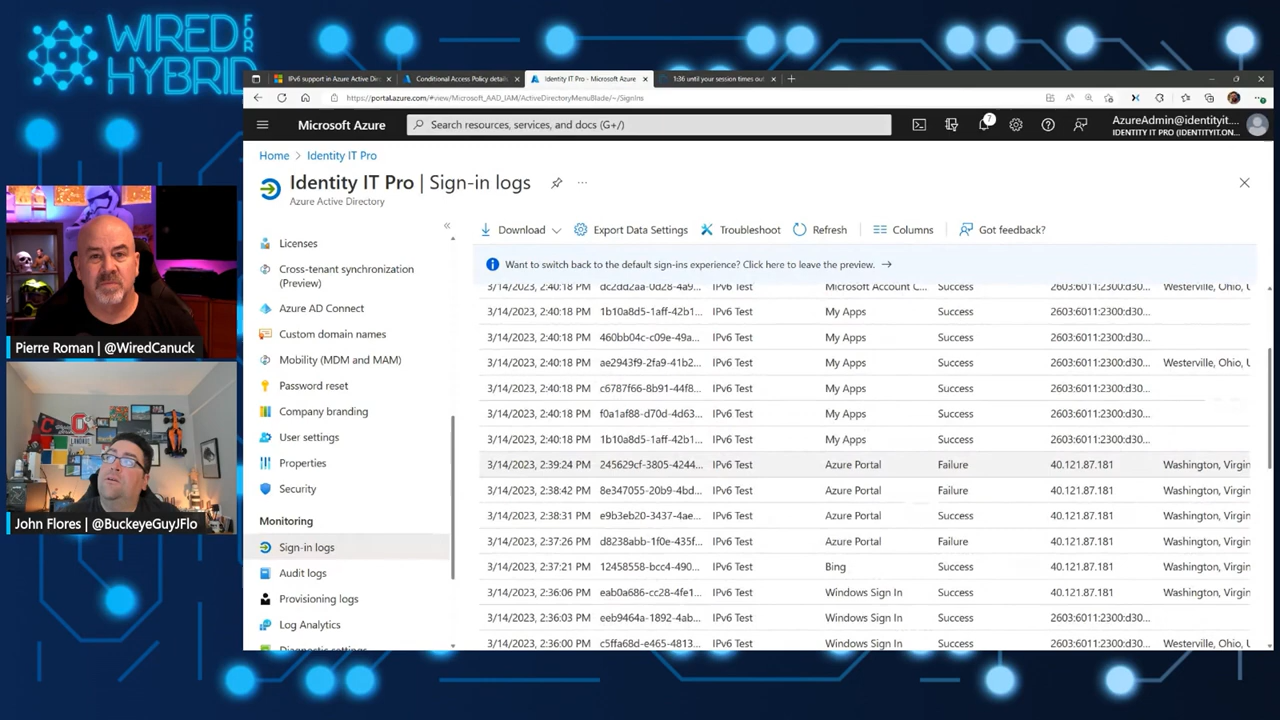 WIRED
FOR
HYBRID
IPv6 support in Azure Active Dire
Conditional Access Policy details
Identity IT Pro - Microsoft Azure
1:36 until your session times out
https://portal.azure.com/#view/Microsoft_AAD_IAM/ActiveDirectoryMenuBlade/~/SignIns
Microsoft Azure
Search resources, services, and docs (G+/)
7
AzureAdmin@identityit....
IDENTITY IT PRO (IDENTITYIT.ON...
Home > Identity IT Pro
Identity IT Pro | Sign-in logs
Azure Active Directory
Download
Export Data Settings
Troubleshoot
Refresh
Columns
Got feedback?
Want to switch back to the default sign-ins experience? Click here to leave the preview. →
Licenses
Cross-tenant synchronization
(Preview)
Azure AD Connect
Custom domain names
Mobility (MDM and MAM)
Password reset
Company branding
User settings
Properties
Security
Monitoring
Sign-in logs
Audit logs
Provisioning logs
Log Analytics
Diagnostic settings
3/14/2023, 2:40:18 PM dc2dd2aa-0d28-4a9... IPv6 Test Microsoft Account C... Success 2603:6011:2300:d30... Westerville, Ohio, U
3/14/2023, 2:40:18 PM 1b10a8d5-1aff-42b1... IPv6 Test My Apps Success 2603:6011:2300:d30...
3/14/2023, 2:40:18 PM 460bb04c-c09e-49a... IPv6 Test My Apps Success 2603:6011:2300:d30...
3/14/2023, 2:40:18 PM ae2943f9-2fa9-41b2... IPv6 Test My Apps Success 2603:6011:2300:d30... Westerville, Ohio, U
3/14/2023, 2:40:18 PM c6787f66-8b91-44f8... IPv6 Test My Apps Success 2603:6011:2300:d30...
3/14/2023, 2:40:18 PM f0a1af88-d70d-4d63... IPv6 Test My Apps Success 2603:6011:2300:d30...
3/14/2023, 2:40:18 PM 1b10a8d5-1aff-42b1... IPv6 Test My Apps Success 2603:6011:2300:d30...
3/14/2023, 2:39:24 PM 245629cf-3805-4244... IPv6 Test Azure Portal Failure 40.121.87.181 Washington, Virgin
3/14/2023, 2:38:42 PM 8e347055-20b9-4bd... IPv6 Test Azure Portal Failure 40.121.87.181 Washington, Virgin
3/14/2023, 2:38:31 PM e9b3eb20-3437-4ae... IPv6 Test Azure Portal Success 40.121.87.181 Washington, Virgin
3/14/2023, 2:37:26 PM d8238abb-1f0e-435f... IPv6 Test Azure Portal Failure 40.121.87.181 Washington, Virgin
3/14/2023, 2:37:21 PM 12458558-bcc4-490... IPv6 Test Bing Success 40.121.87.181 Washington, Virgin
3/14/2023, 2:36:06 PM eab0a686-cc28-4fe1... IPv6 Test Windows Sign In Success 40.121.87.181 Washington, Virgin
3/14/2023, 2:36:03 PM eeb9464a-1892-4ab... IPv6 Test Windows Sign In Success 2603:6011:2300:d30...
3/14/2023, 2:36:00 PM c5ffa68d-e465-4813... IPv6 Test Windows Sign In Success 2603:6011:2300:d30... Westerville, Ohio, U
Pierre Roman | @WiredCanuck
John Flores | @BuckeyeGuyJFlo